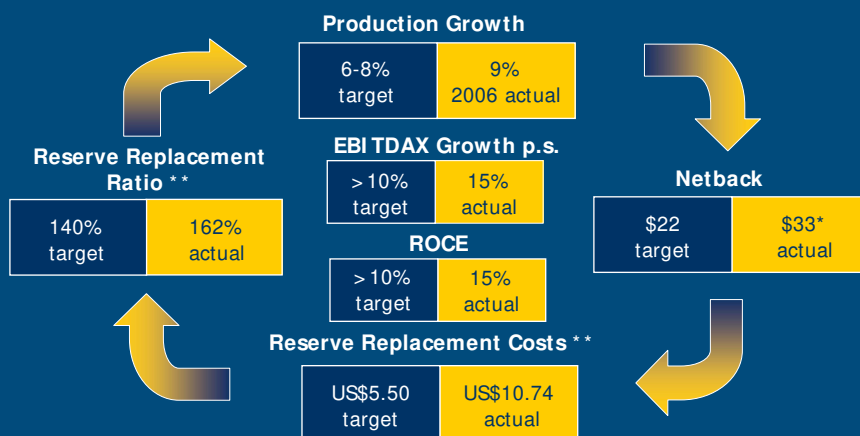 Production Growth
6-8%
target
9%
2006 actual
EBITDAX Growth p.s.
>10%
target
15%
actual
Reserve Replacement
Ratio **
140%
target
162%
actual
Netback
$22
target
$33*
actual
ROCE
>10%
target
15%
actual
Reserve Replacement Costs **
US$5.50
target
US$10.74
actual